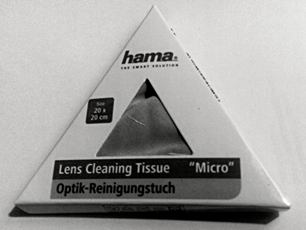 hama®
THE SMART SOLUTION
Size
20 x
20 cm
Lens Cleaning Tissue "Micro"
Optik-Reinigungstuch